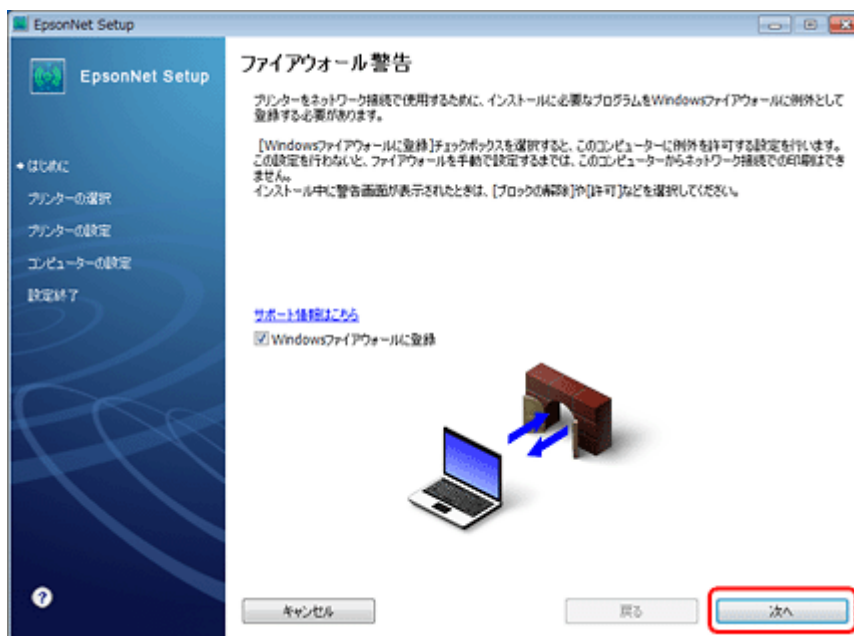 EpsonNet Setup
EpsonNet Setup
はじめに
プリンターの選択
プリンターの設定
コンピューターの設定
設定終了
ファイアウォール警告
プリンターをネットワーク接続で使用するために、インストールに必要なプログラムをWindowsファイアウォールに例外として
登録する必要があります。
[Windowsファイアウォールに登録]チェックボックスを選択すると、このコンピューターに例外を許可する設定を行います。
この設定を行わないと、ファイアウォールを手動で設定するまでは、このコンピューターからネットワーク接続での印刷はでき
ません。
インストール中に警告画面が表示されたときは、[ブロックの解除]や[許可]などを選択してください。
サポート情報はこちら
Windowsファイアウォールに登録
キャンセル
戻る
次へ